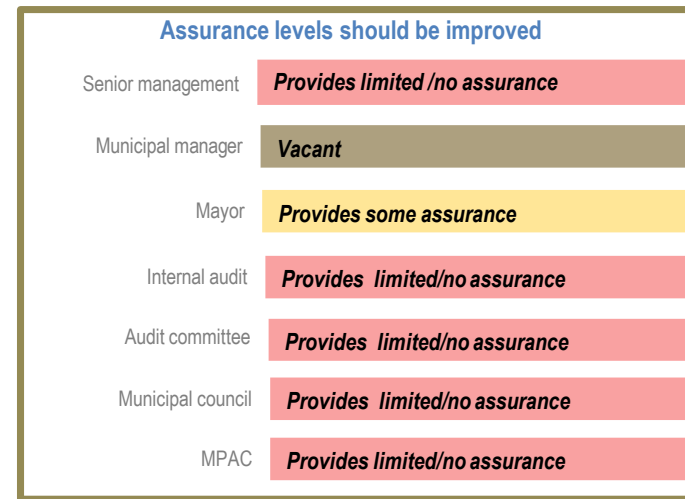 Assurance levels should be improved
Senior management Provides limited /no assurance
Municipal manager Vacant
Mayor Provides some assurance
Internal audit Provides limited/no assurance
Audit committee Provides limited/no assurance
Municipal council Provides limited/no assurance
MPAC Provides limited/no assurance